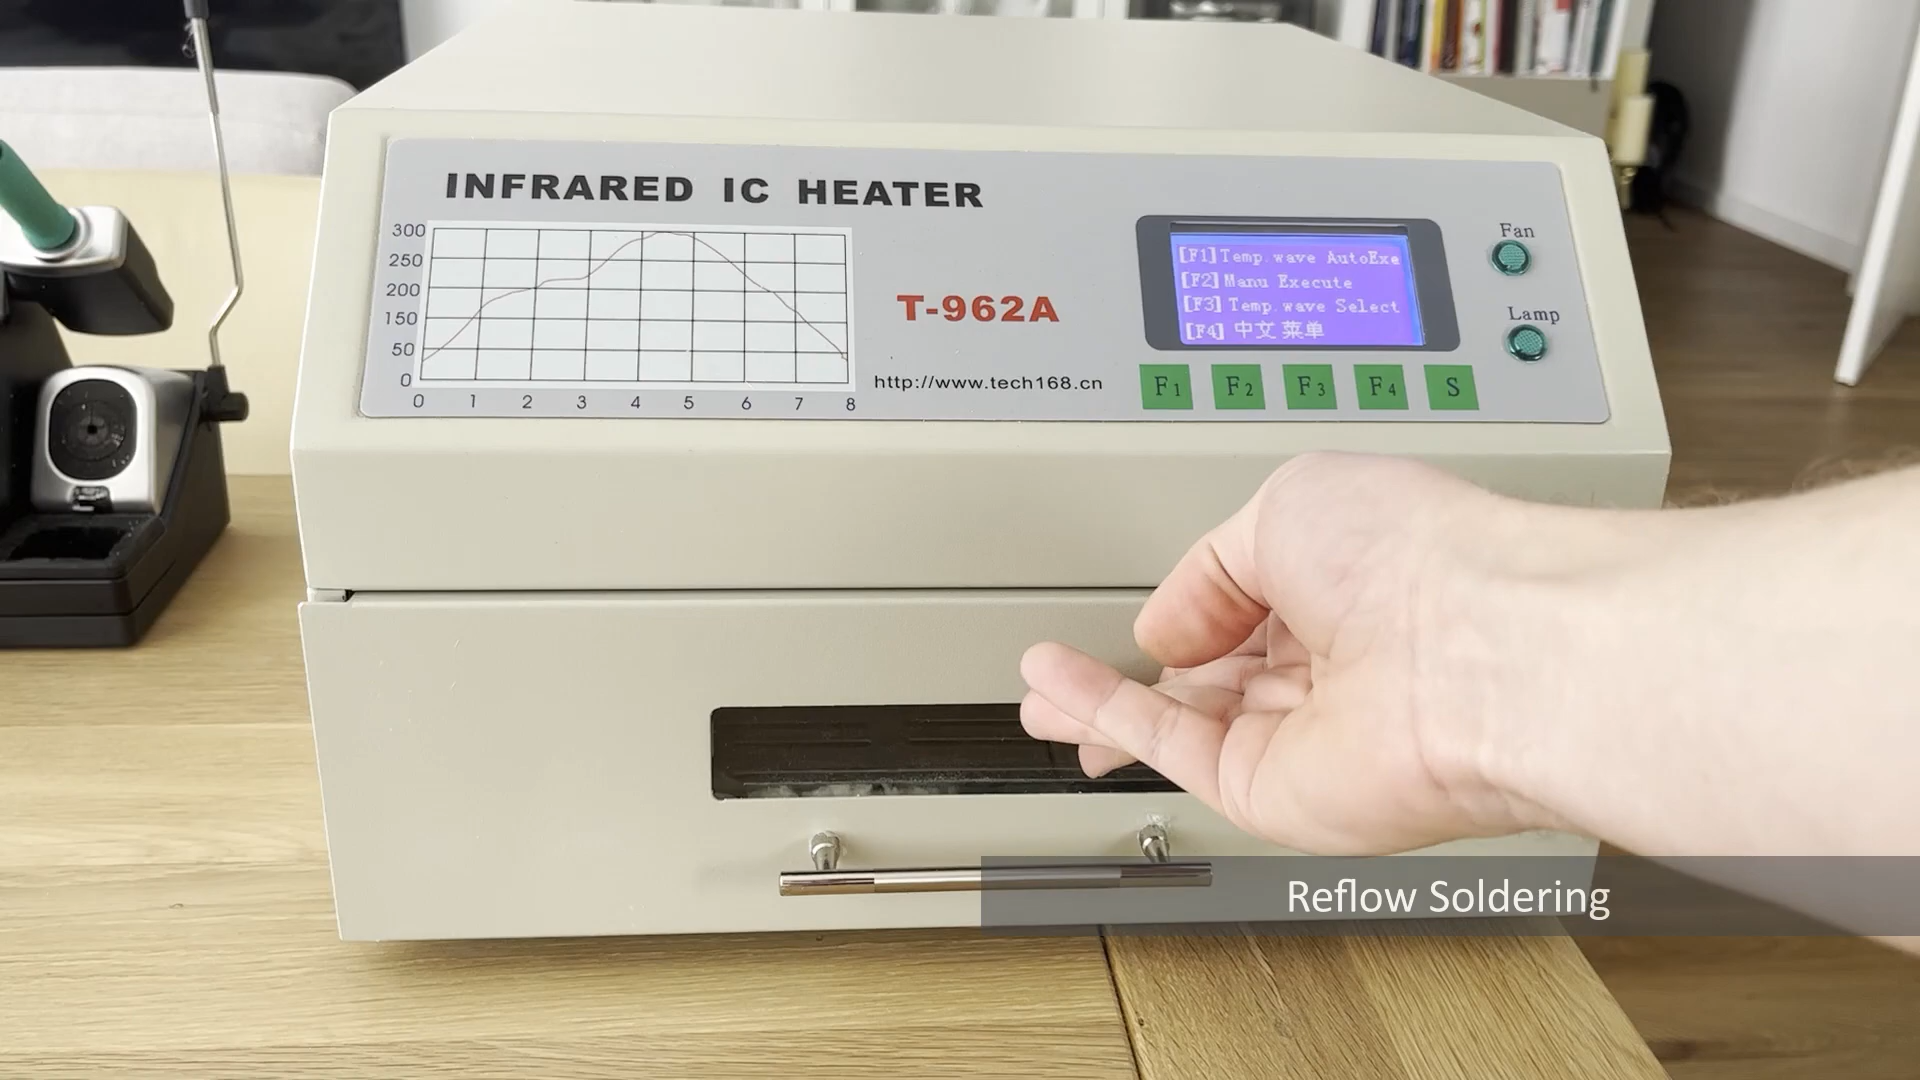 INFRARED IC HEATER
300
250
200
150
50
0
0 1 2 3 4 5 6 7 8
T-962A
http://www.tech168.cn
[F1]Temp.wave AutoExe
[F2]Manu Execute
[F3]Temp.wave Select
[F4]中文菜单
F1 F2 F3 F4 S
Fan
Lamp
Reflow Soldering